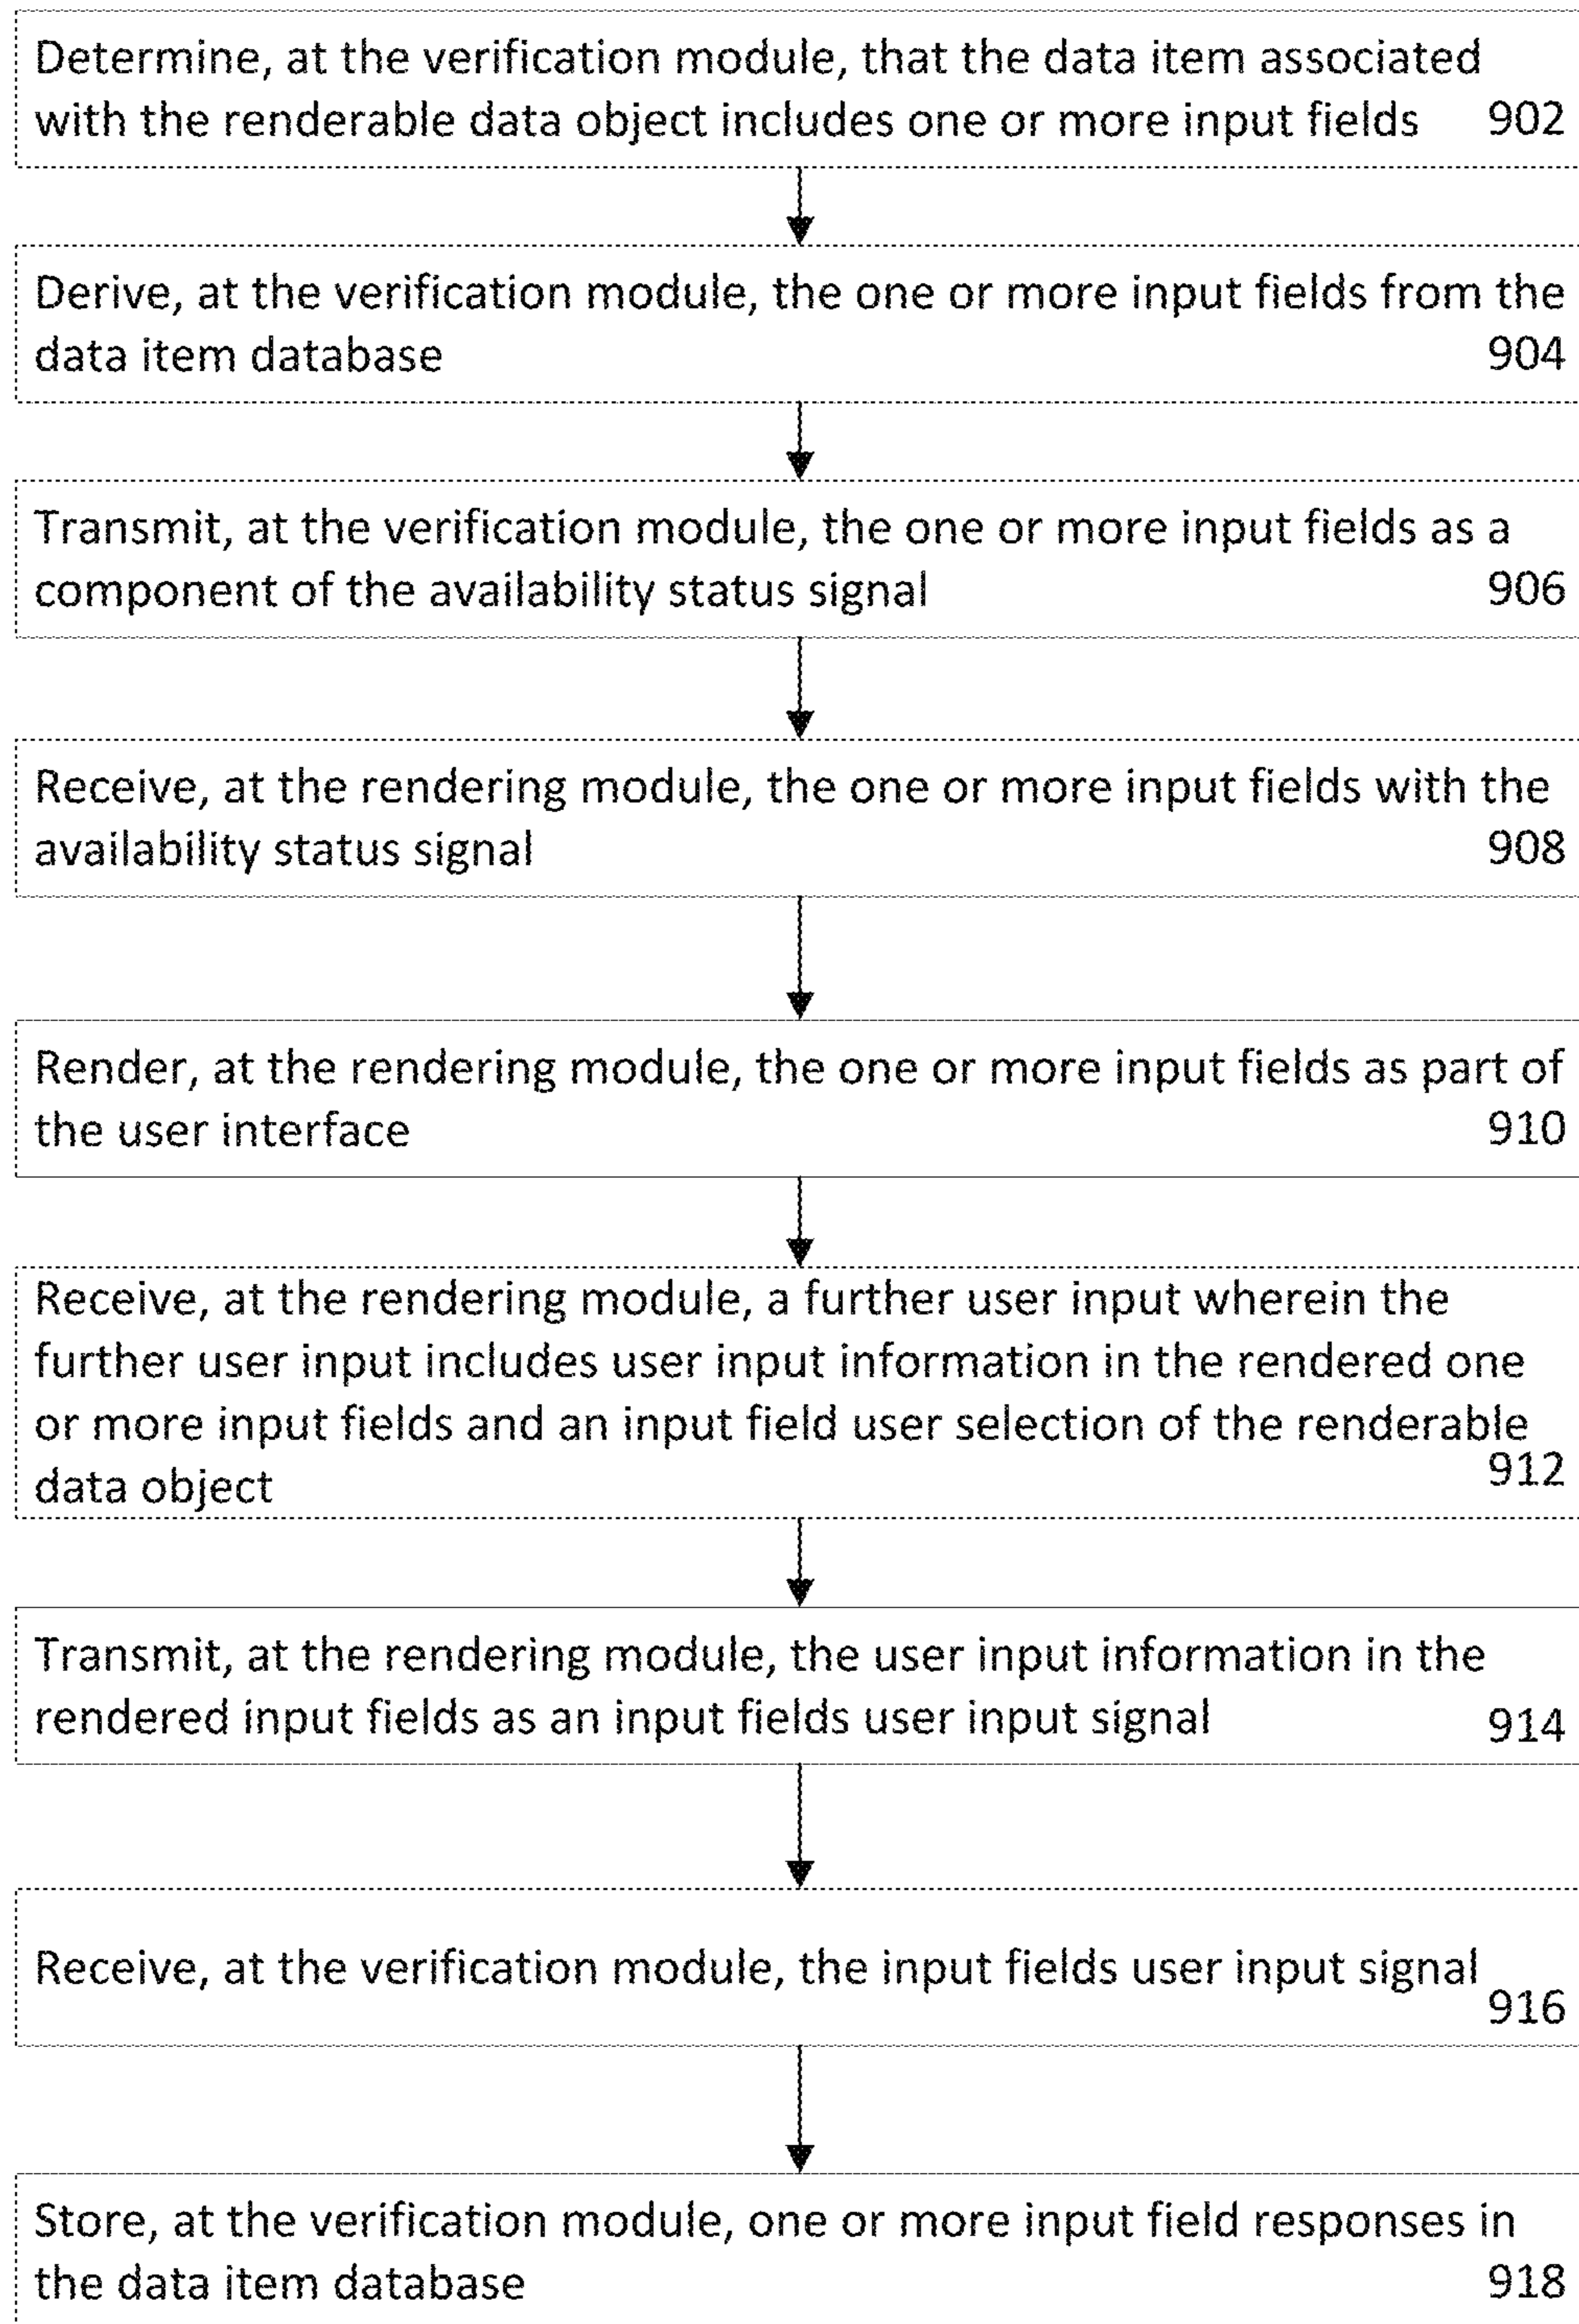 Determine, at the verification module, that the data item associated
with the renderable data object includes one or more input fields 902
Derive, at the verification module, the one or more input fields from the
data item database 904
Transmit, at the verification module, the one or more input fields as a
component of the availability status signal 906
Receive, at the rendering module, the one or more input fields with the
availability status signal 908
Render, at the rendering module, the one or more input fields as part of
the user interface 910
Receive, at the rendering module, a further user input wherein the
further user input includes user input information in the rendered one
or more input fields and an input field user selection of the renderable
data object 912
Transmit, at the rendering module, the user input information in the
rendered input fields as an input fields user input signal 914
Receive, at the verification module, the input fields user input signal
916
Store, at the verification module, one or more input field responses in
the data item database 918